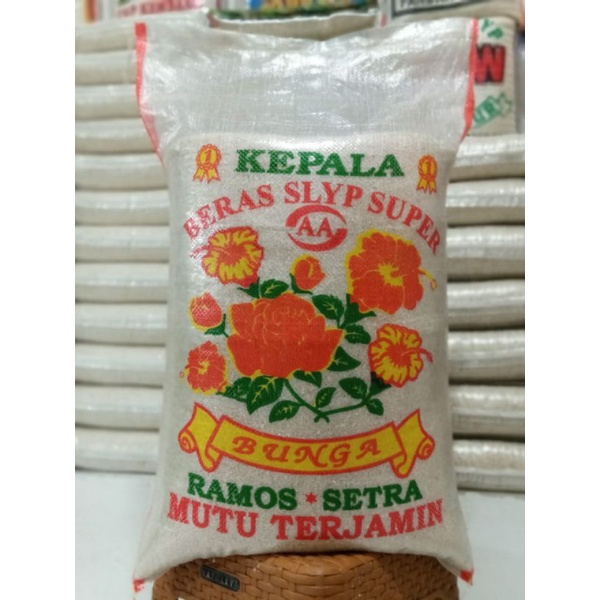 1 KEPALA 1
BERAS SLYP SUPER
AA
BUNGA
RAMOS * SETRA
MUTU TERJAMIN